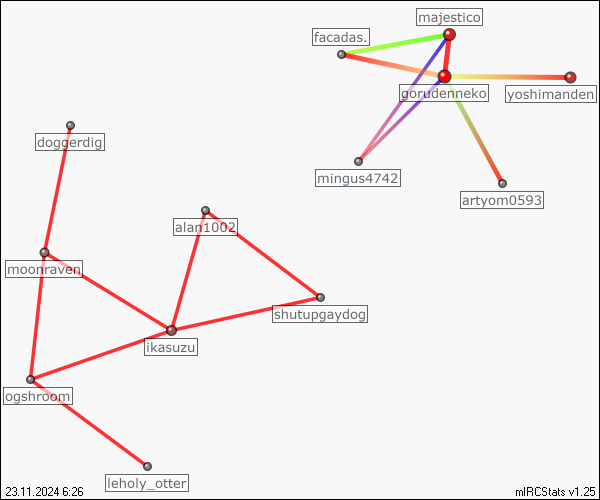 majestico
facadas.
gorudenneko
yoshimanden
doggerdig
mingus4742
artyom0593
alan1002
moonraven
shutupgaydog
ikasuzu
ogshroom
leholy_otter
23.11.2024 6:26
mIRCStats v1.25